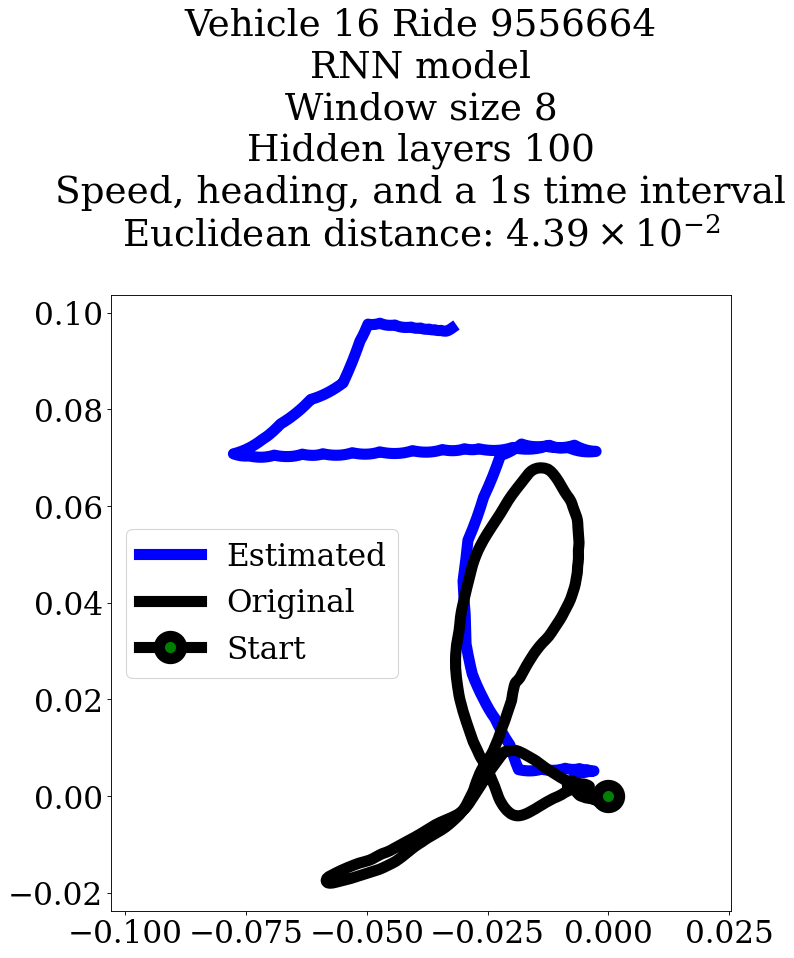 Vehicle 16 Ride 9556664
RNN model
Window size 8
Hidden layers 100
Speed, heading, and a 1s time interval
Euclidean distance: 4.39 × 10⁻²
0.10
0.08
0.06
0.04
0.02
0.00
−0.02
Estimated
Original
Start
−0.100 −0.075 −0.050 −0.025 0.000 0.025